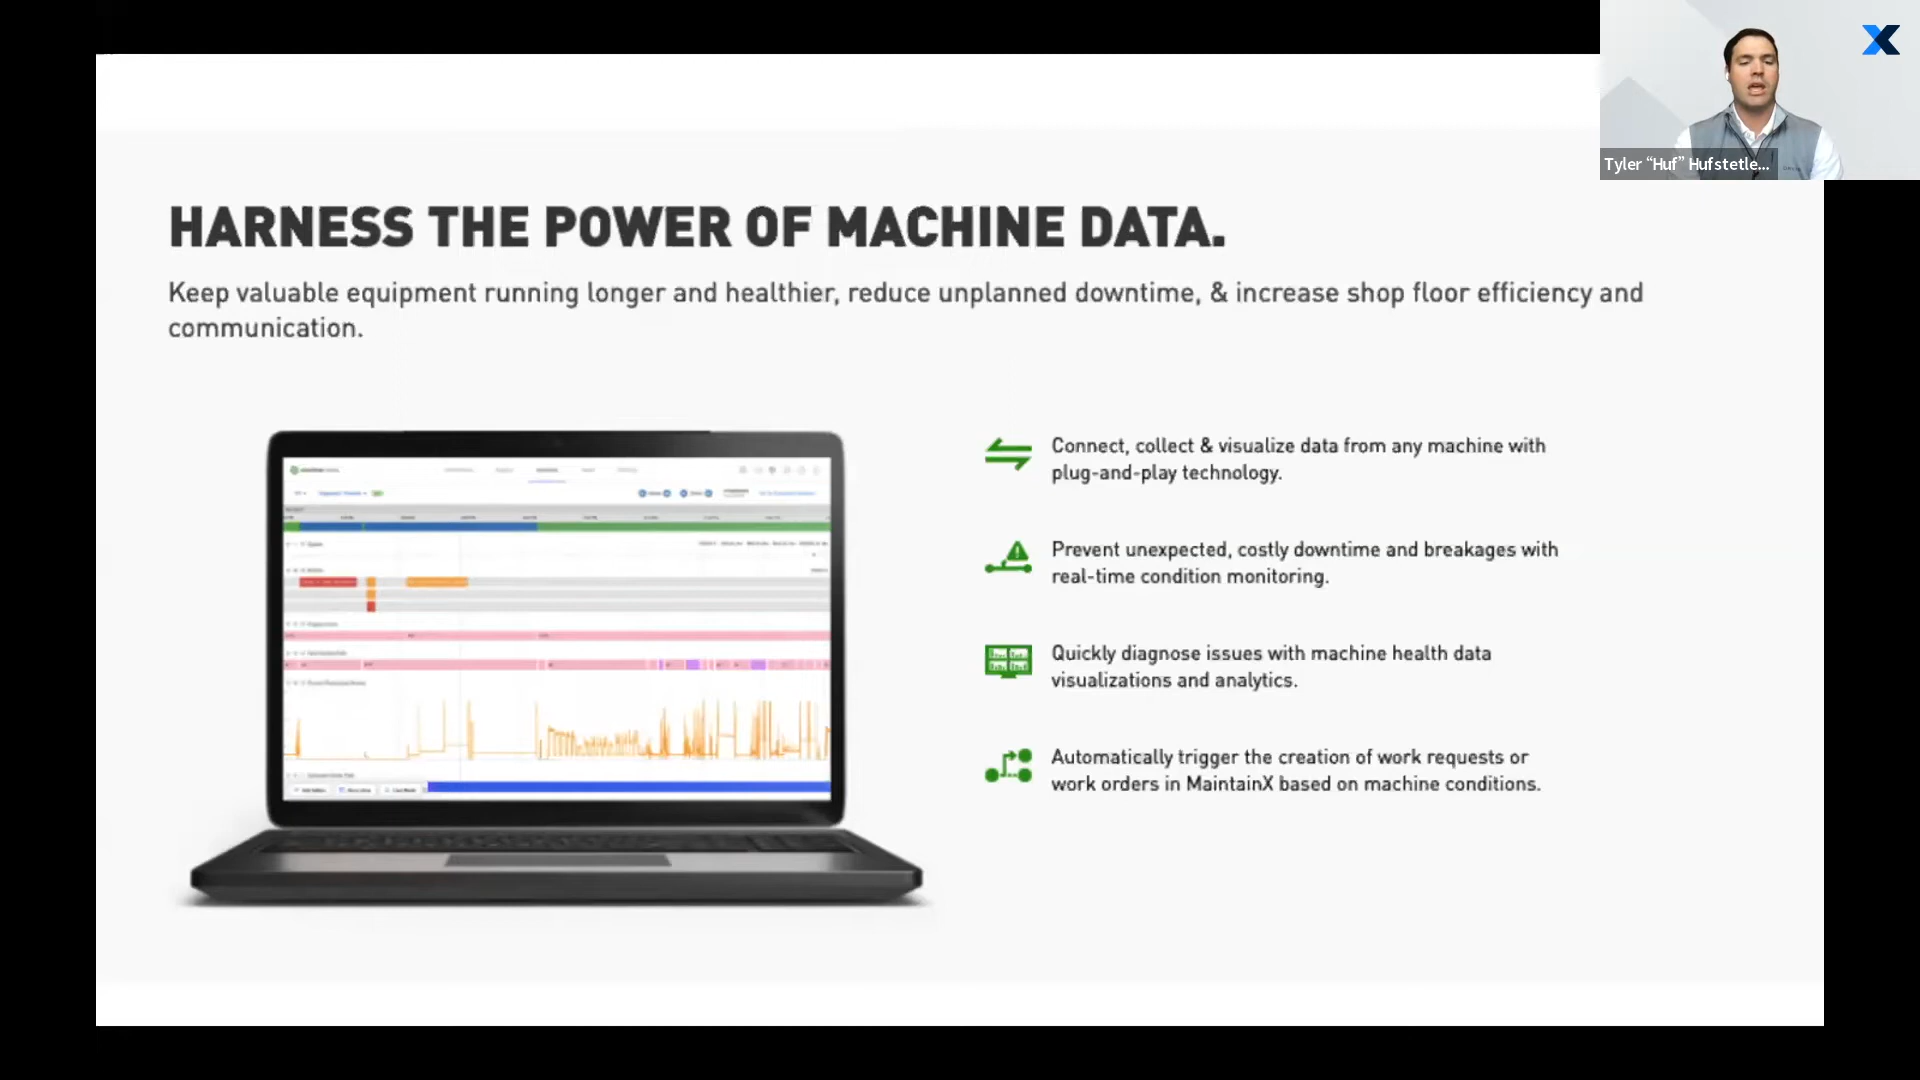 Tyler “Huf” Hufstetle...
HARNESS THE POWER OF MACHINE DATA.
Keep valuable equipment running longer and healthier, reduce unplanned downtime, & increase shop floor efficiency and
communication.
Connect, collect & visualize data from any machine with
plug-and-play technology.
Prevent unexpected, costly downtime and breakages with
real-time condition monitoring.
Quickly diagnose issues with machine health data
visualizations and analytics.
Automatically trigger the creation of work requests or
work orders in MaintainX based on machine conditions.